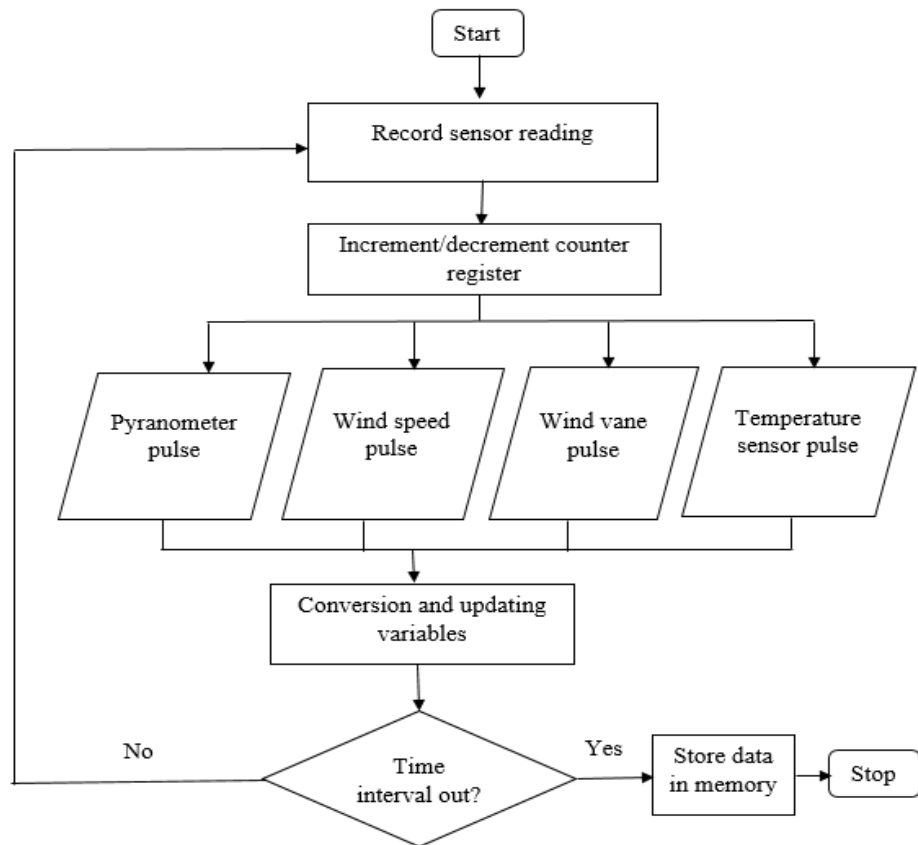 Start
Record sensor reading
Increment/decrement counter
register
Pyranometer
pulse
Wind speed
pulse
Wind vane
pulse
Temperature
sensor pulse
Conversion and updating
variables
No
Time
interval out?
Yes
Store data
in memory
Stop